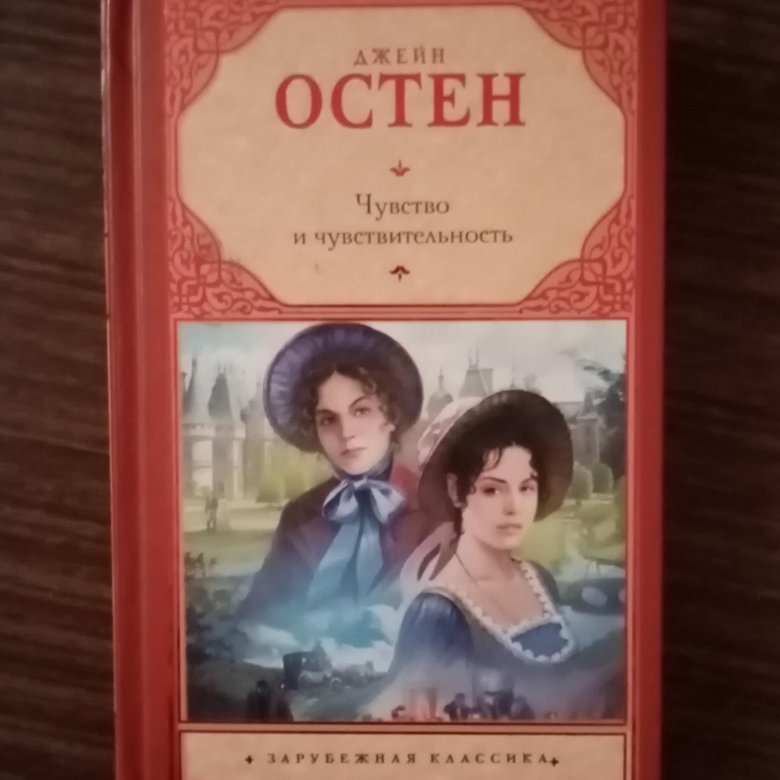 ДЖЕЙН
ОСТЕН
Чувство
и чувствительность
ЗАРУБЕЖНАЯ КЛАССИКА